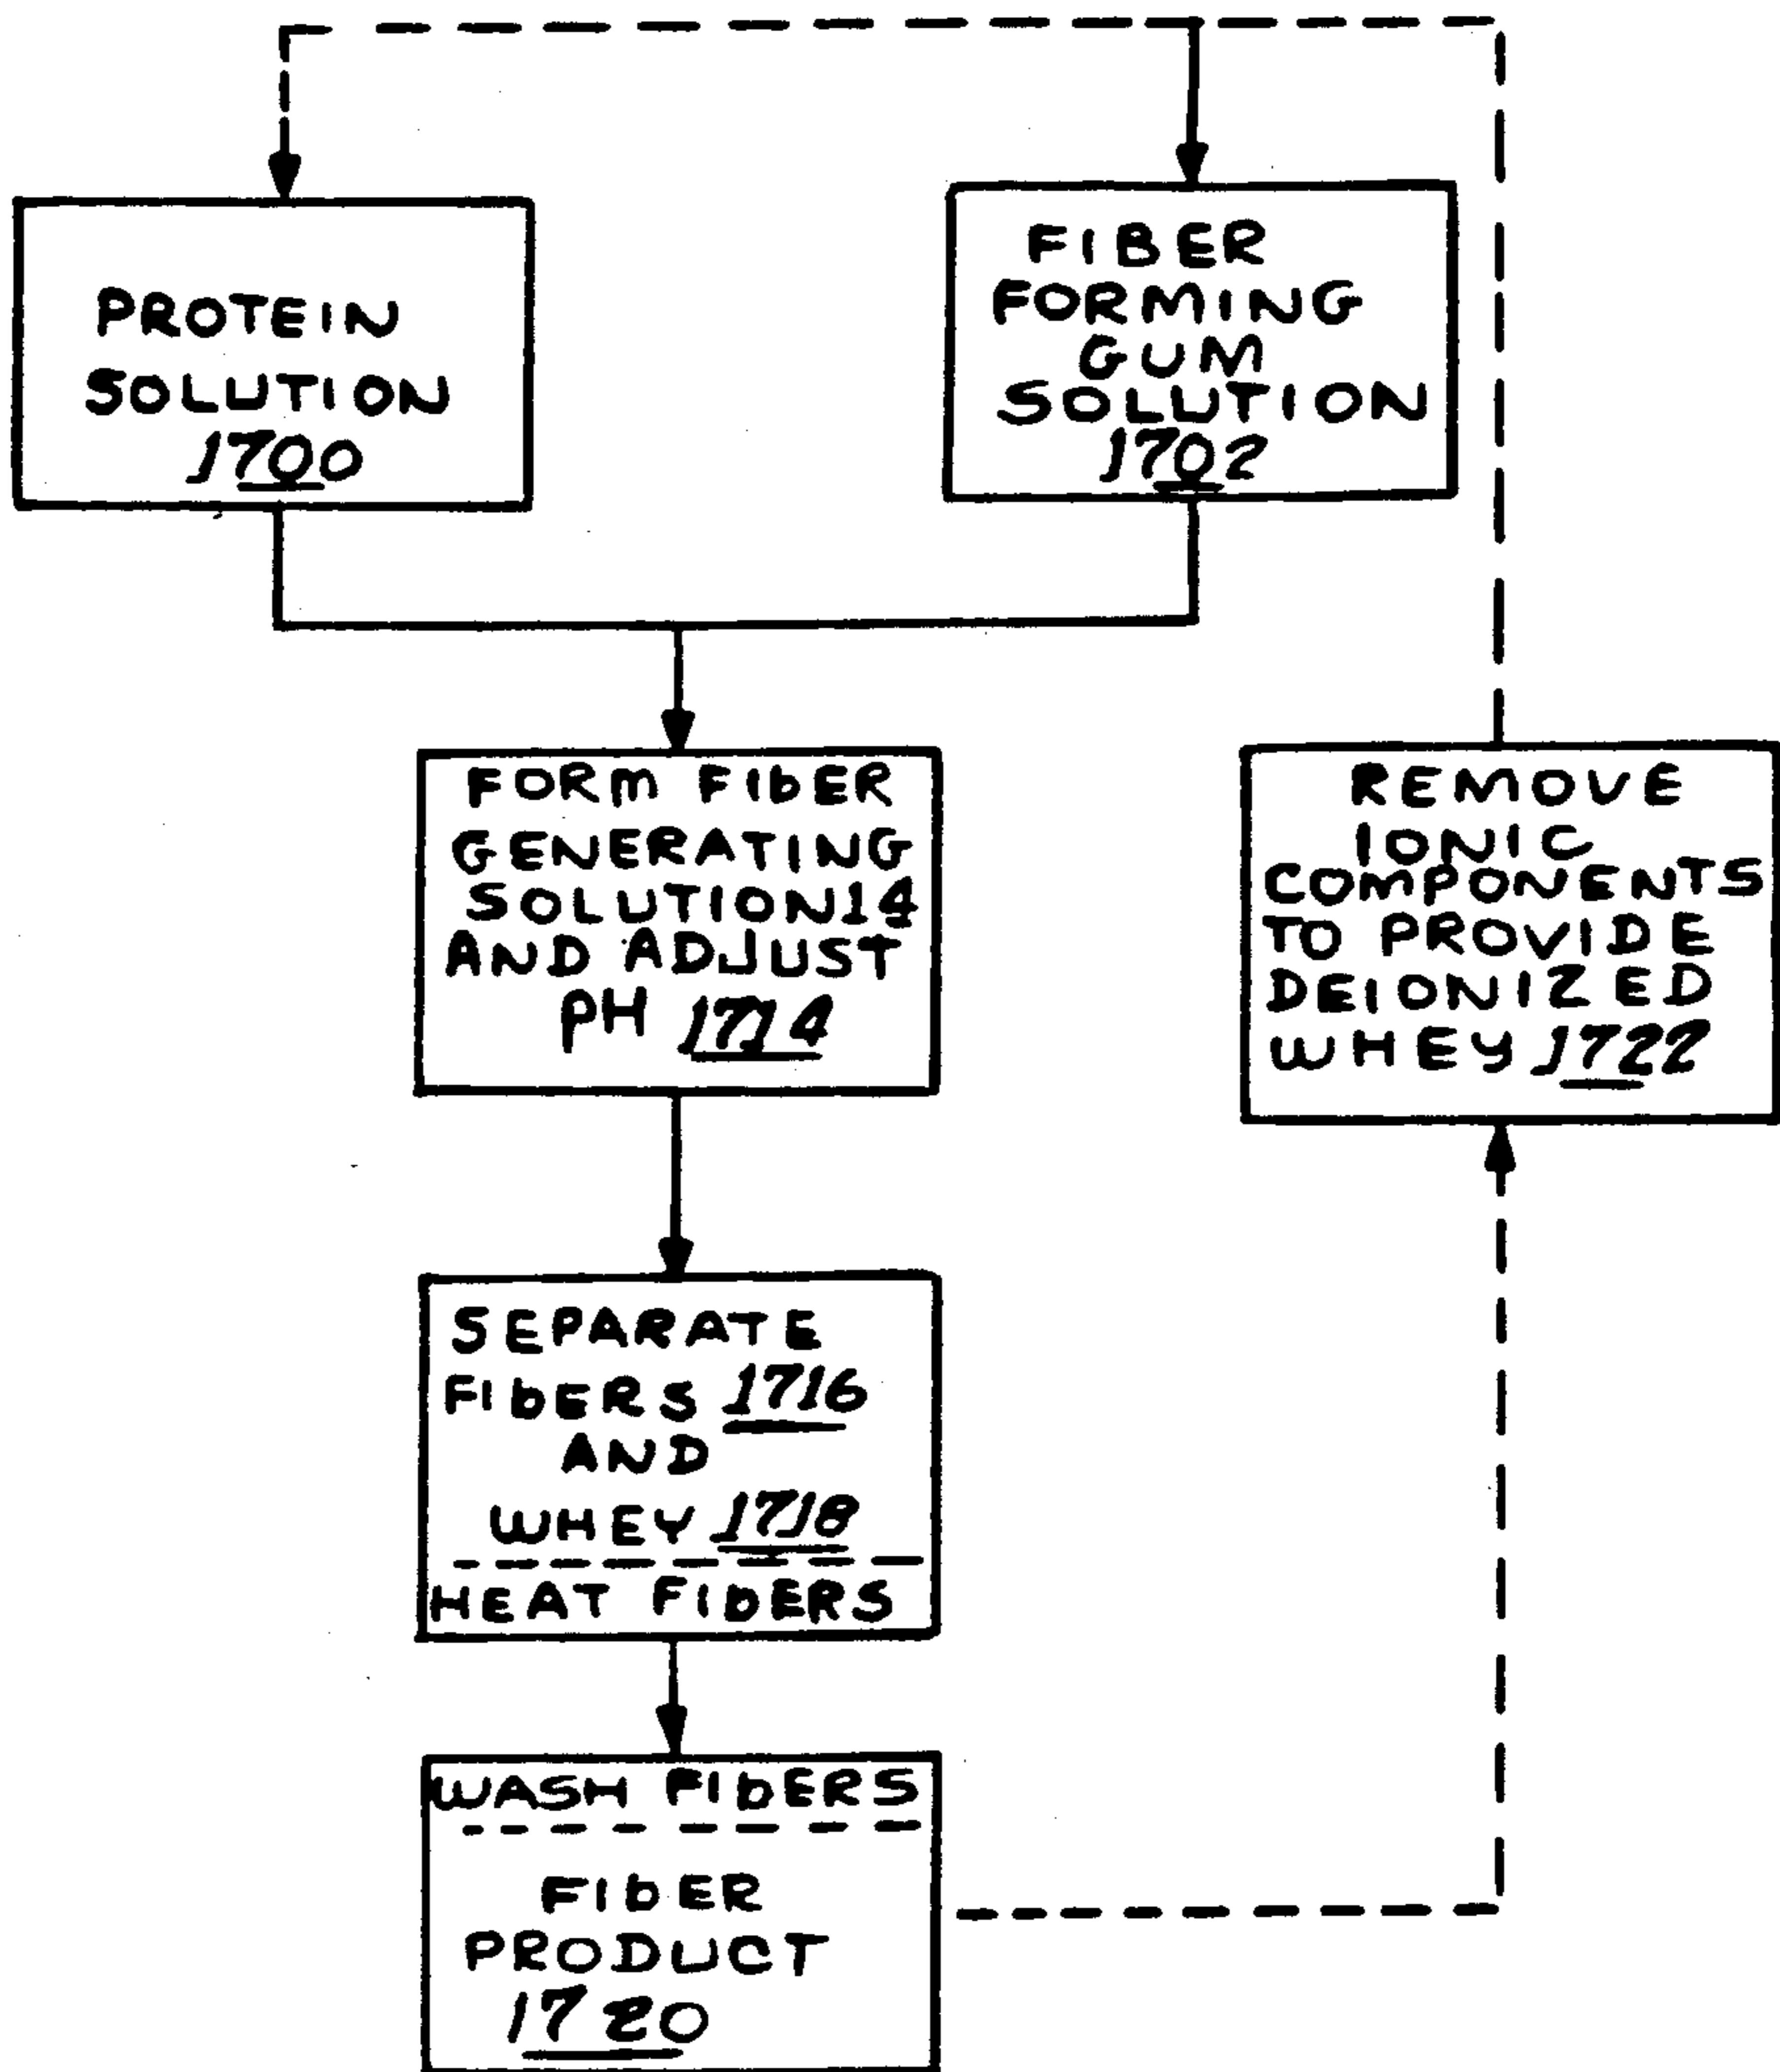 PROTEIN
SOLUTION
1700
FIBER
FORMING
GUM
SOLUTION
1702
FORM FIbER
GENERATING
SOLUTION14
AND ADJUST
PH 1714
REMOVE
IONIC
COMPONENTS
TO PROVIDE
DEIONIZED
WHEY 1722
SEPARATE
FIbERS 1716
AND
WHEY 1718
HEAT FIbERS
WASH FIbERS
FIbER
PRODUCT
1720